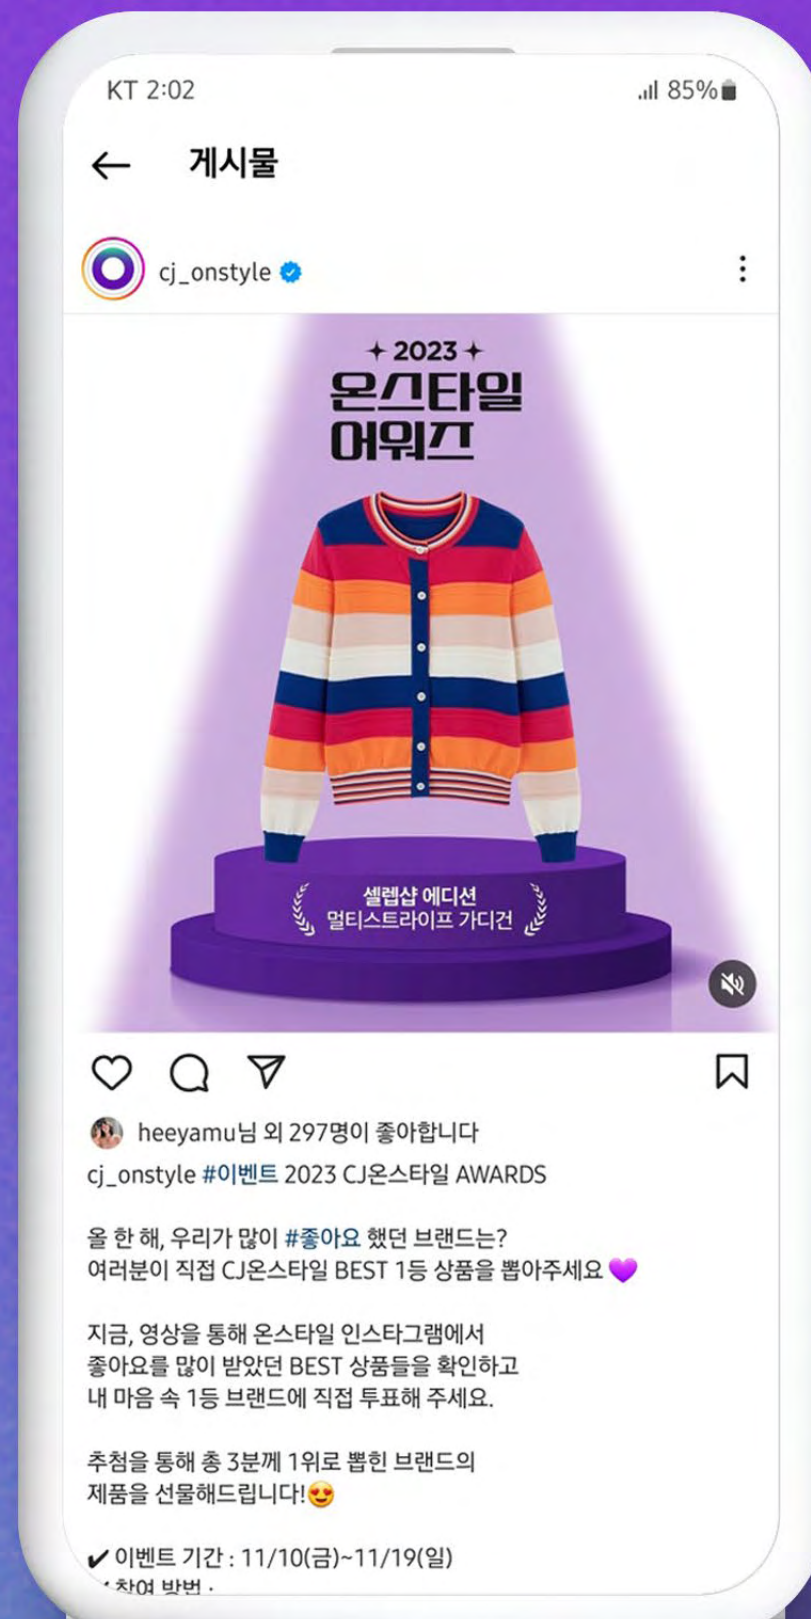 KT 2:02
85%
게시물
cj_onstyle
2023
온스타일
어워즈
셀렙샵 에디션
멀티스트라이프 가디건
heeyamu님 외 297명이 좋아합니다
cj_onstyle #이벤트 2023 CJ온스타일 AWARDS
올 한 해, 우리가 많이 #좋아요 했던 브랜드는?
여러분이 직접 CJ온스타일 BEST 1등 상품을 뽑아주세요 💜
지금, 영상을 통해 온스타일 인스타그램에서
좋아요를 많이 받았던 BEST 상품들을 확인하고
내 마음 속 1등 브랜드에 직접 투표해 주세요.
추첨을 통해 총 3분께 1위로 뽑힌 브랜드의
제품을 선물해드립니다!😍
✔ 이벤트 기간 : 11/10(금)~11/19(일)
✔ 참여 방법 :